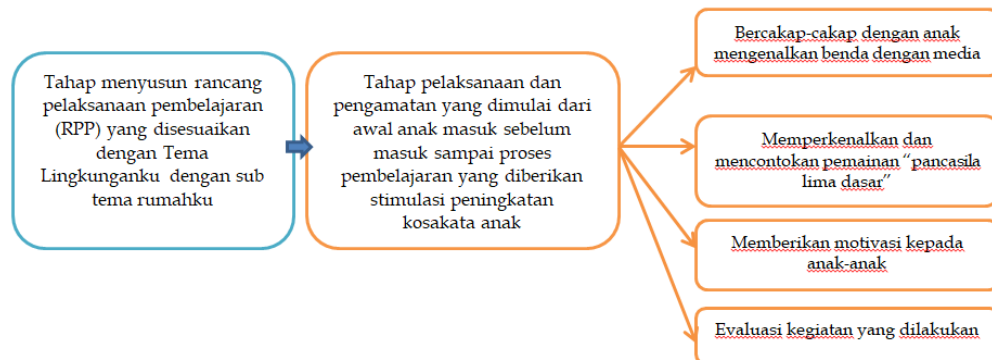 Tahap menyusun rancang
pelaksanaan pembelajaran
(RPP) yang disesuaikan
dengan Tema
Lingkunganku dengan sub
tema rumahku
Tahap pelaksanaan dan
pengamatan yang dimulai dari
awal anak masuk sebelum
masuk sampai proses
pembelajaran yang diberikan
stimulasi peningkatan
kosakata anak
Bercakap-cakap dengan anak
mengenalkan benda dengan media
Memperkenalkan dan
mencontokan pemainan “pancasila
lima dasar”
Memberikan motivasi kepada
anak-anak
Evaluasi kegiatan yang dilakukan